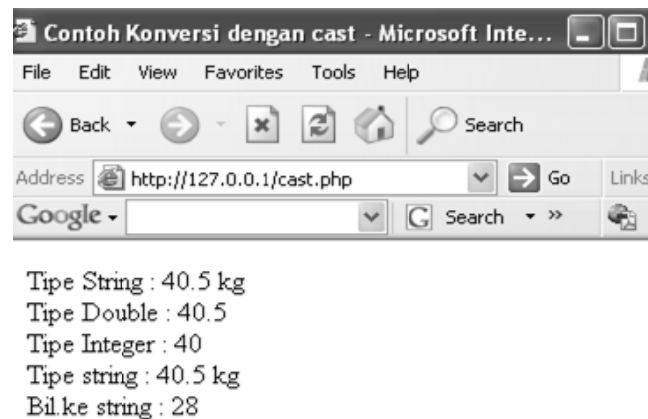 Contoh Konversi dengan cast - Microsoft Inte...
File Edit View Favorites Tools Help
Back Search
Address http://127.0.0.1/cast.php Go Links
Google Search »
Tipe String : 40.5 kg
Tipe Double : 40.5
Tipe Integer : 40
Tipe string : 40.5 kg
Bil.ke string : 28